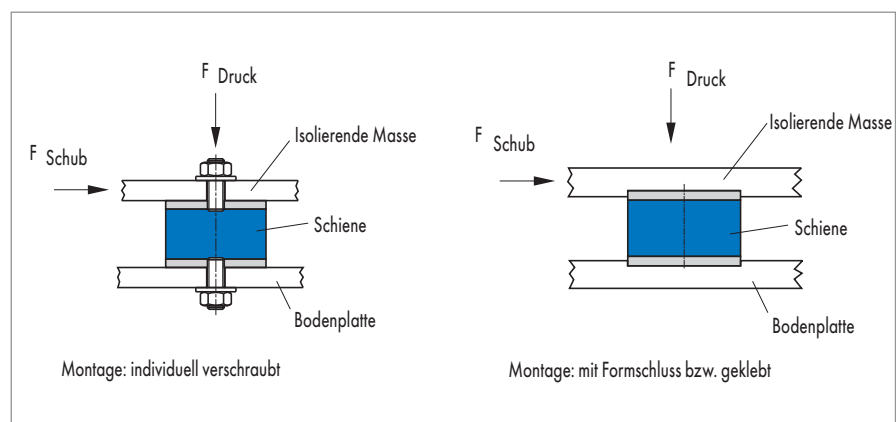 F Druck
F Schub
Isolierende Masse
Schiene
Bodenplatte
Montage: individuell verschraubt
F Druck
F Schub
Isolierende Masse
Schiene
Bodenplatte
Montage: mit Formschluss bzw. geklebt